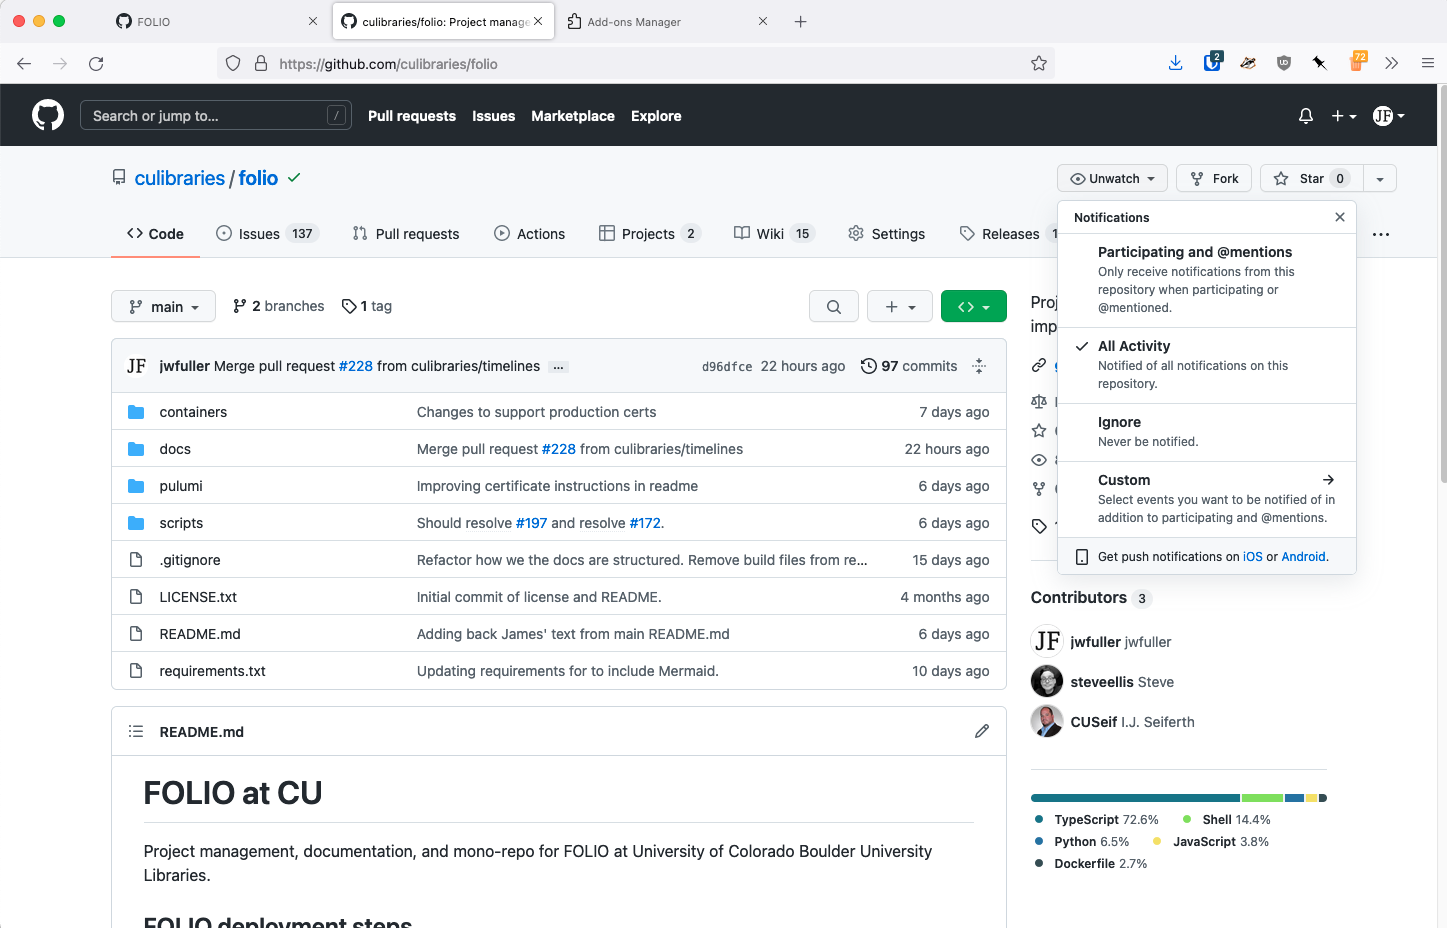 FOLIO
culibraries/folio: Project manage
Add-ons Manager
https://github.com/culibraries/folio
2
72
Search or jump to...
/
Pull requests
Issues
Marketplace
Explore
JF
culibraries / folio
Unwatch
Fork
Star 0
Code
Issues 137
Pull requests
Actions
Projects 2
Wiki 15
Settings
Releases 1
Notifications
Participating and @mentions
Only receive notifications from this
repository when participating or
@mentioned.
All Activity
Notified of all notifications on this
repository.
Ignore
Never be notified.
Custom
Select events you want to be notified of in
addition to participating and @mentions.
Get push notifications on iOS or Android.
main
2 branches
1 tag
Proj
imp
JF jwfuller Merge pull request #228 from culibraries/timelines ... d96dfce 22 hours ago 97 commits
containers Changes to support production certs 7 days ago
docs Merge pull request #228 from culibraries/timelines 22 hours ago
pulumi Improving certificate instructions in readme 6 days ago
scripts Should resolve #197 and resolve #172. 6 days ago
.gitignore Refactor how we the docs are structured. Remove build files from re... 15 days ago
LICENSE.txt Initial commit of license and README. 4 months ago
README.md Adding back James' text from main README.md 6 days ago
requirements.txt Updating requirements for to include Mermaid. 10 days ago
Contributors 3
JF jwfuller jwfuller
steveellis Steve
CUSeif I.J. Seiferth
TypeScript 72.6%
Shell 14.4%
Python 6.5%
JavaScript 3.8%
Dockerfile 2.7%
README.md
FOLIO at CU
Project management, documentation, and mono-repo for FOLIO at University of Colorado Boulder University
Libraries.
FOLIO deployment steps